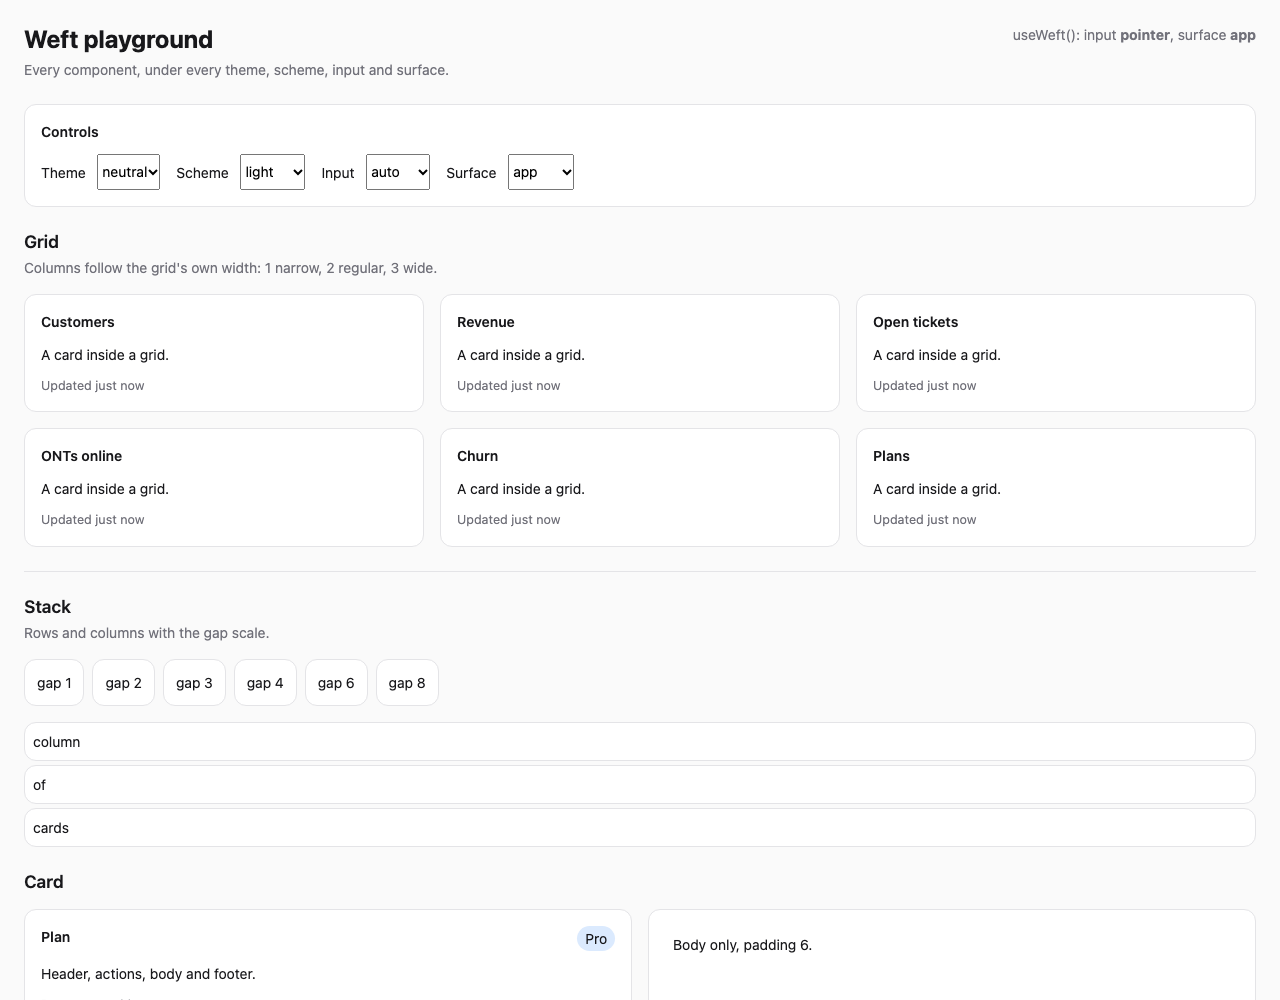 Weft playground
useWeft(): input pointer, surface app
Every component, under every theme, scheme, input and surface.
Controls
Theme neutral Scheme light Input auto Surface app
Grid
Columns follow the grid's own width: 1 narrow, 2 regular, 3 wide.
Customers
A card inside a grid.
Updated just now
Revenue
A card inside a grid.
Updated just now
Open tickets
A card inside a grid.
Updated just now
ONTs online
A card inside a grid.
Updated just now
Churn
A card inside a grid.
Updated just now
Plans
A card inside a grid.
Updated just now
Stack
Rows and columns with the gap scale.
gap 1 gap 2 gap 3 gap 4 gap 6 gap 8
column
of
cards
Card
Plan
Pro
Header, actions, body and footer.
Body only, padding 6.